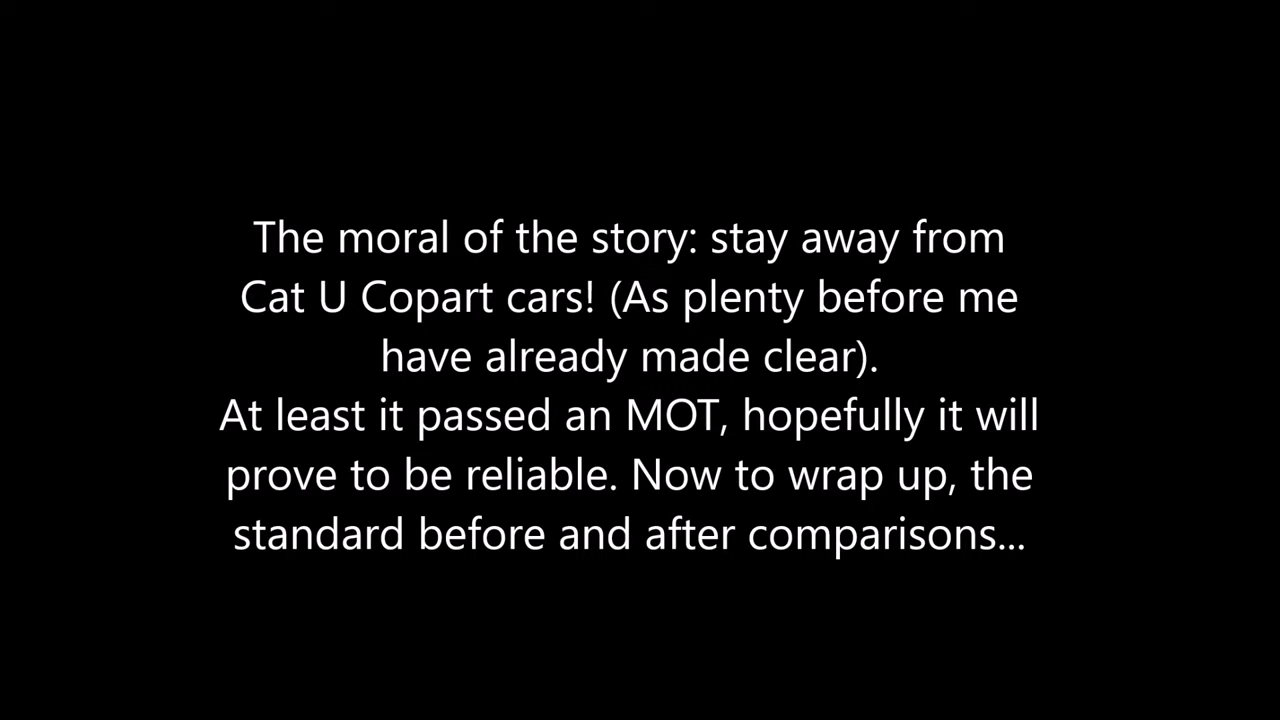 The moral of the story: stay away from
Cat U Copart cars! (As plenty before me
have already made clear).
At least it passed an MOT, hopefully it will
prove to be reliable. Now to wrap up, the
standard before and after comparisons...